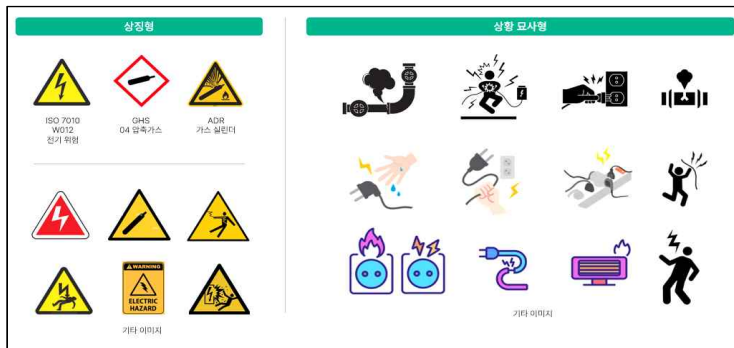 상징형
상황 묘사형
ISO 7010
W012
전기 위험
GHS
04 압축가스
ADR
가스 실린더
WARNING
ELECTRIC
HAZARD
기타 이미지
기타 이미지